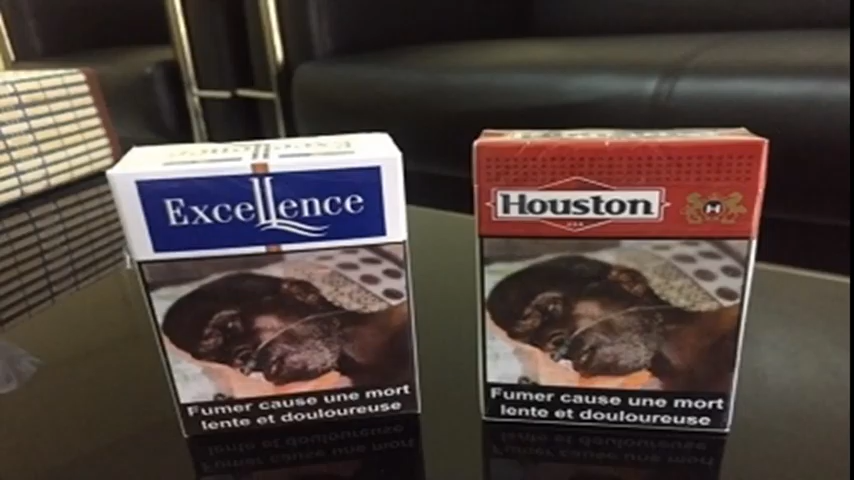 Excellence
Fumer cause une mort
lente et douloureuse
Houston
H
Fumer cause une mort
lente et douloureuse